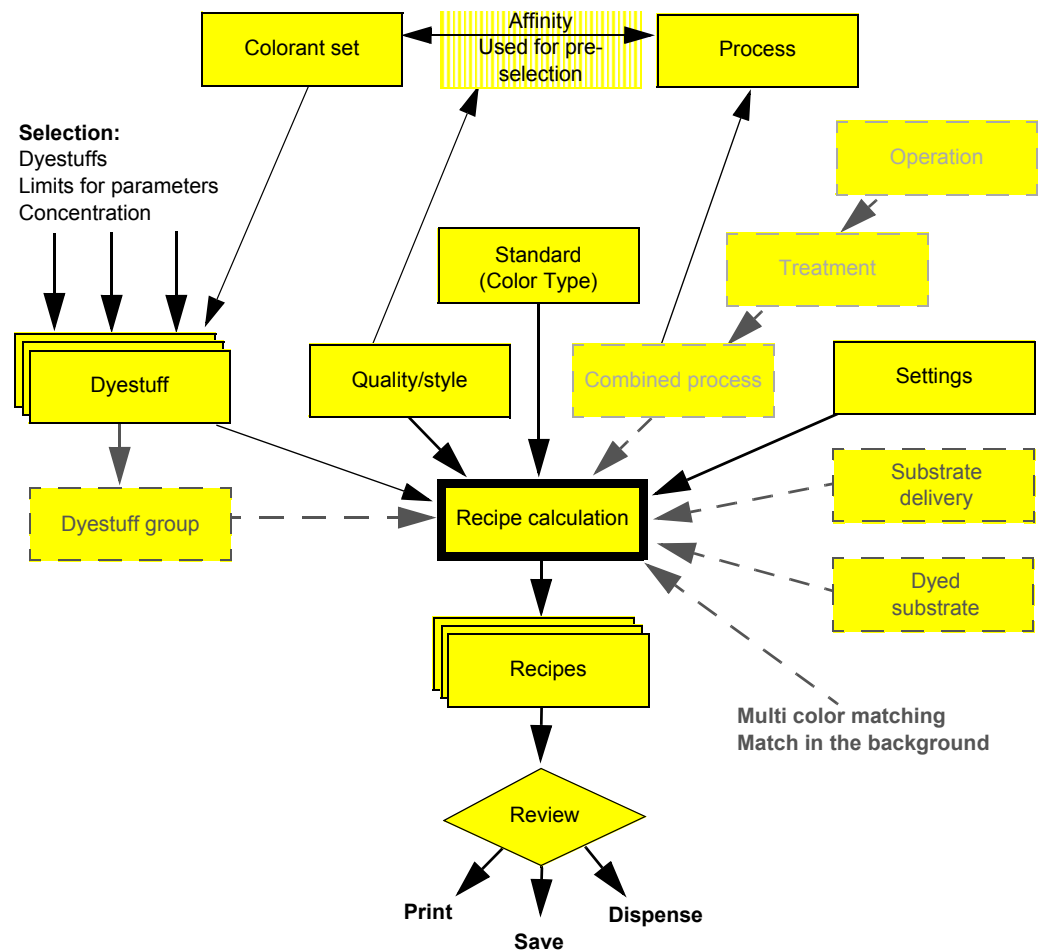 Colorant set
Affinity
Used for pre-
selection
Process
Selection:
Dyestuffs
Limits for parameters
Concentration
Operation
Standard
(Color Type)
Treatment
Dyestuff
Quality/style
Combined process
Settings
Dyestuff group
Recipe calculation
Substrate
delivery
Dyed
substrate
Recipes
Multi color matching
Match in the background
Review
Print
Save
Dispense